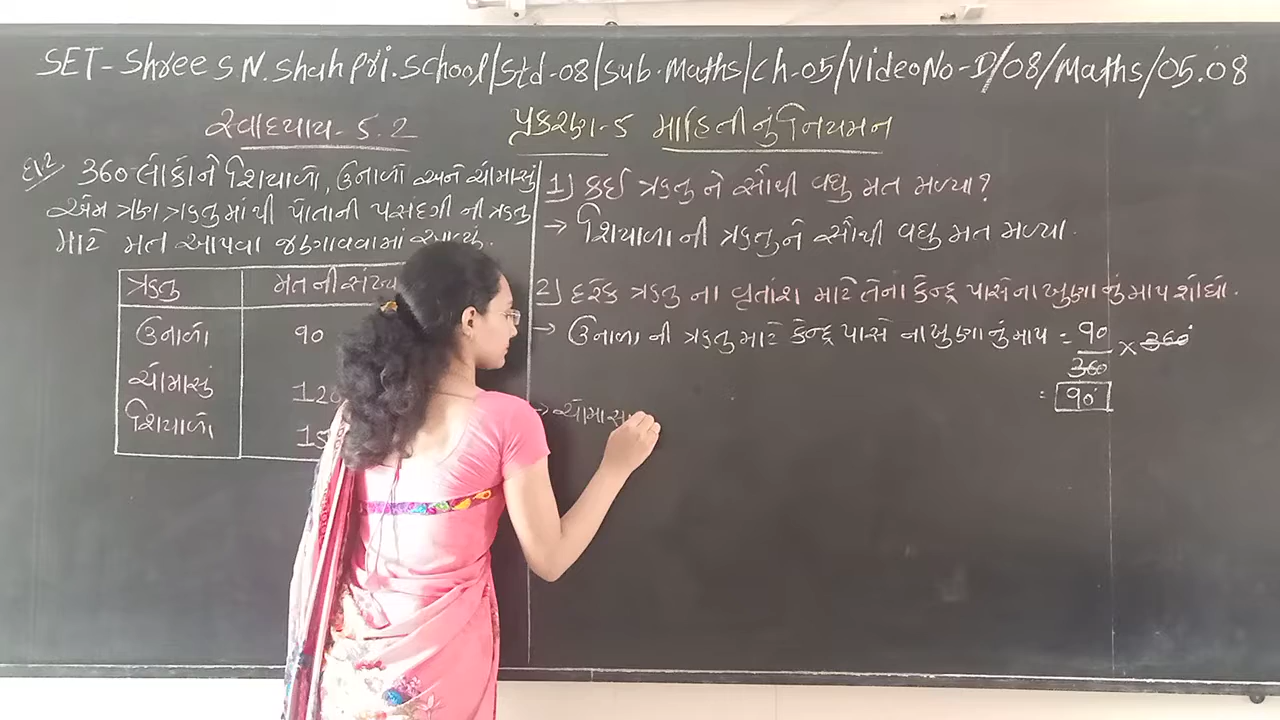 SET-Shree S N. Shah Pri. School/Std-08/Sub. Maths/Ch-05/Video No-D/08/Maths/05.08
સ્વાધ્યાય- 5.2
પ્રકરણ-5 માહિતીનું નિયમન
દા.2 360 લોકોને શિયાળો, ઉનાળો અને ચોમાસું
એમ ત્રણ ઋતુમાંથી પોતાની પસંદગી ની ઋતુ
માટે મત આપવા જણાવવામાં આવ્યું.
ઋતુ મતની સંખ્યા
ઉનાળો 90
ચોમાસું 120
શિયાળો 15
1) કઈ ઋતુ ને સૌથી વધુ મત મળ્યા?
→ શિયાળાની ઋતુને સૌથી વધુ મત મળ્યા.
2) દરેક ઋતુ ના વૃતાંશ માટે તેના કેન્દ્ર પાસેના ખુણાનું માપ શોધો.
→ ઉનાળા ની ઋતુ માટે કેન્દ્ર પાસે ના ખુણાનું માપ = 90/360 × 360°
= 90°
→ ચોમાસા